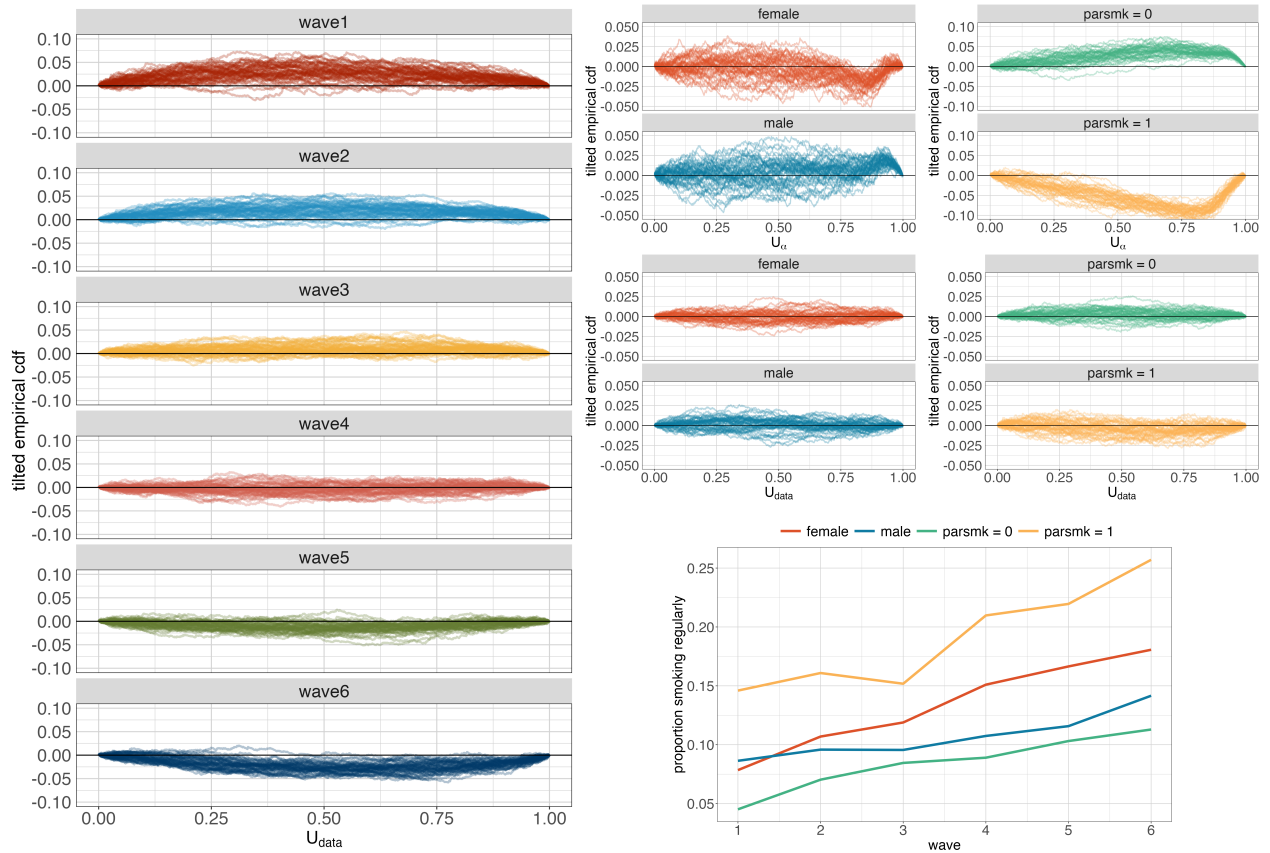 wave1
0.10
0.05
0.00
-0.05
-0.10
wave2
0.10
0.05
0.00
-0.05
-0.10
wave3
0.10
0.05
0.00
-0.05
-0.10
wave4
0.10
0.05
0.00
-0.05
-0.10
wave5
0.10
0.05
0.00
-0.05
-0.10
wave6
0.10
0.05
0.00
-0.05
-0.10
0.00 0.25 0.50 0.75 1.00
Udata
tilted empirical cdf
female
0.050
0.025
0.000
-0.025
-0.050
male
0.050
0.025
0.000
-0.025
-0.050
0.00 0.25 0.50 0.75 1.00
Uα
tilted empirical cdf
parsmk = 0
0.10
0.05
0.00
-0.05
-0.10
parsmk = 1
0.10
0.05
0.00
-0.05
-0.10
0.00 0.25 0.50 0.75 1.00
Uα
tilted empirical cdf
female
0.050
0.025
0.000
-0.025
-0.050
male
0.050
0.025
0.000
-0.025
-0.050
0.00 0.25 0.50 0.75 1.00
Udata
tilted empirical cdf
parsmk = 0
0.050
0.025
0.000
-0.025
-0.050
parsmk = 1
0.050
0.025
0.000
-0.025
-0.050
0.00 0.25 0.50 0.75 1.00
Udata
tilted empirical cdf
female male parsmk = 0 parsmk = 1
0.25
0.20
0.15
0.10
0.05
1 2 3 4 5 6
wave
proportion smoking regularly